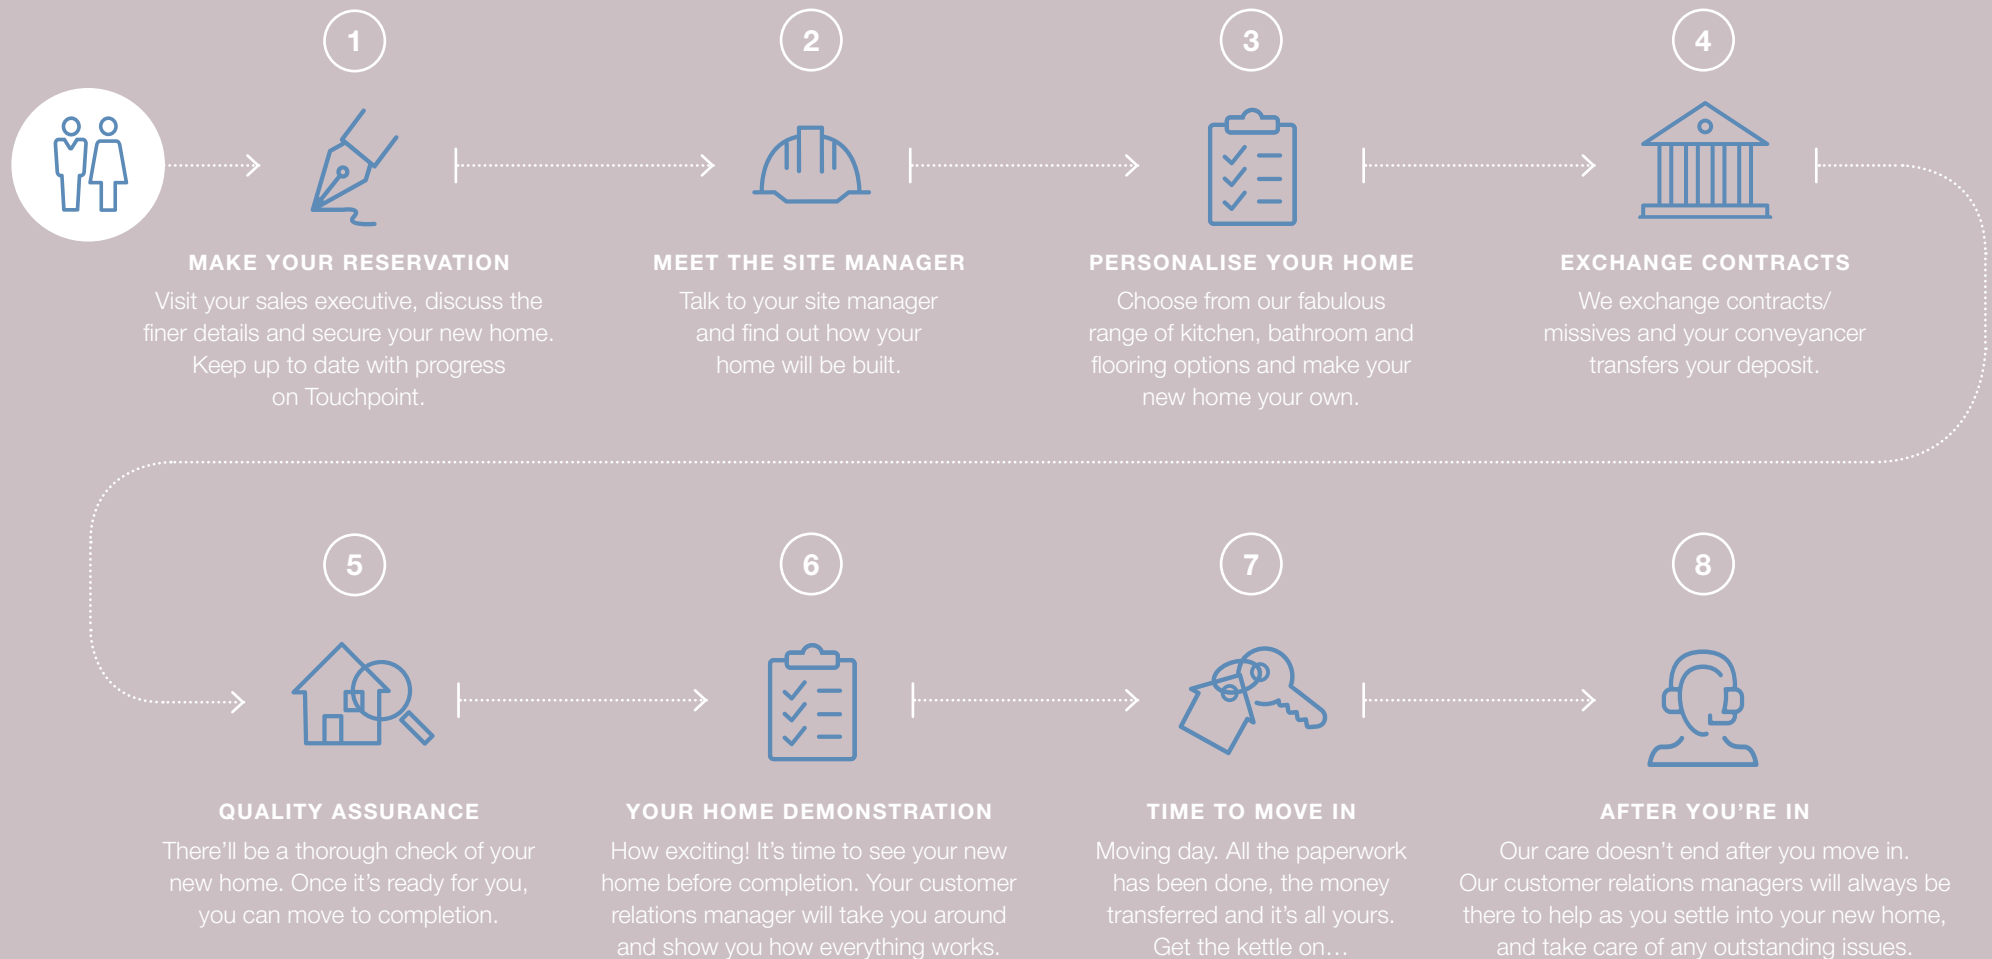 1
MAKE YOUR RESERVATION
Visit your sales executive, discuss the
finer details and secure your new home.
Keep up to date with progress
on Touchpoint.
2
MEET THE SITE MANAGER
Talk to your site manager
and find out how your
home will be built.
3
PERSONALISE YOUR HOME
Choose from our fabulous
range of kitchen, bathroom and
flooring options and make your
new home your own.
4
EXCHANGE CONTRACTS
We exchange contracts/
missives and your conveyancer
transfers your deposit.
5
QUALITY ASSURANCE
There’ll be a thorough check of your
new home. Once it’s ready for you,
you can move to completion.
6
YOUR HOME DEMONSTRATION
How exciting! It’s time to see your new
home before completion. Your customer
relations manager will take you around
and show you how everything works.
7
TIME TO MOVE IN
Moving day. All the paperwork
has been done, the money
transferred and it’s all yours.
Get the kettle on…
8
AFTER YOU’RE IN
Our care doesn’t end after you move in.
Our customer relations managers will always be
there to help as you settle into your new home,
and take care of any outstanding issues.